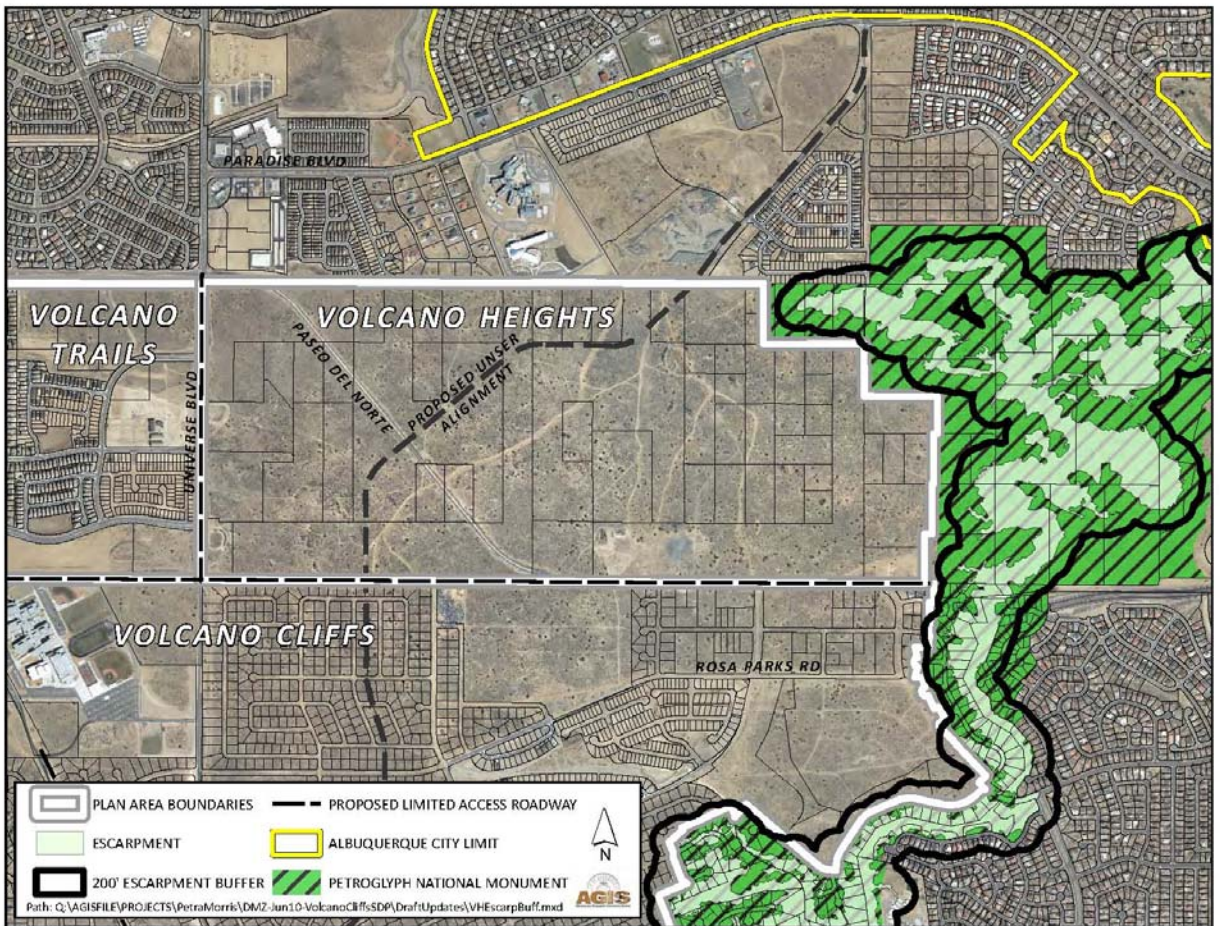 PARADISE BLVD
VOLCANO
TRAILS
VOLCANO HEIGHTS
UNIVERSE BLVD
PASEO DEL NORTE
PROPOSED UNSER
ALIGNMENT
VOLCANO CLIFFS
ROSA PARKS RD
PLAN AREA BOUNDARIES
PROPOSED LIMITED ACCESS ROADWAY
ESCARPMENT
ALBUQUERQUE CITY LIMIT
200' ESCARPMENT BUFFER
PETROGLYPH NATIONAL MONUMENT
N
AGIS
Path: Q:\AGISFILE\PROJECTS\PetraMorris\DMZ-Jun10-VolcanoCliffsSDP\DraftUpdates\VHEscarpBuff.mxd